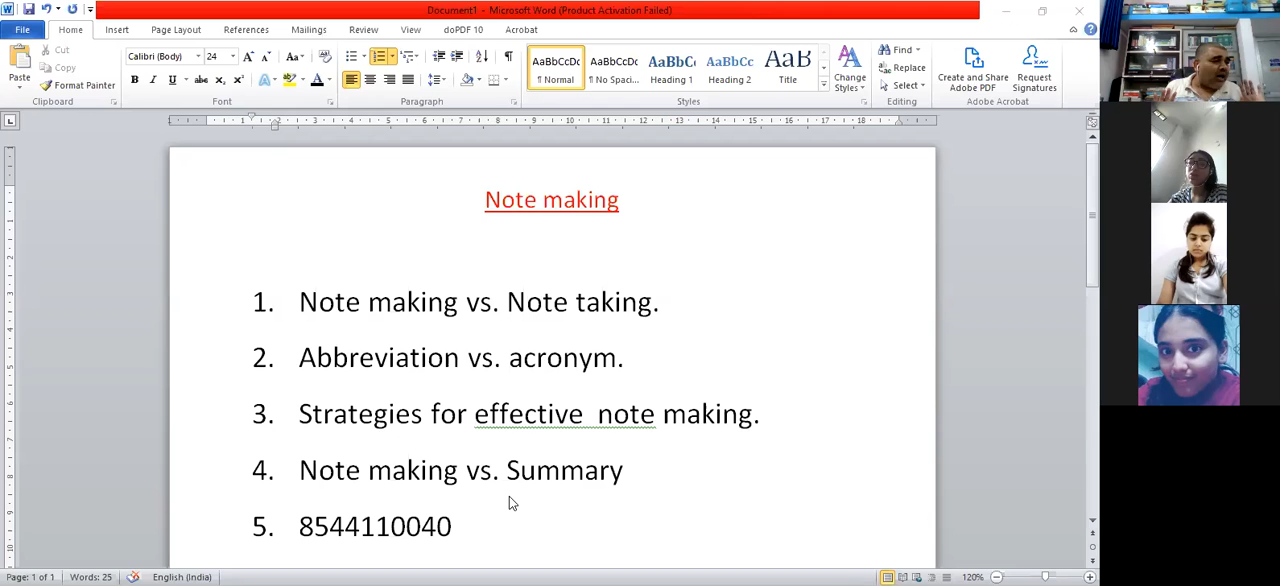 Document1 - Microsoft Word (Product Activation Failed)
File Home Insert Page Layout References Mailings Review View doPDF 10 Acrobat
Paste
Cut
Copy
Format Painter
Clipboard
Calibri (Body) 24
Font
Paragraph
AaBbCcDc AaBbCcDc AaBbC AaBbCc AaB
¶ Normal ¶ No Spaci... Heading 1 Heading 2 Title
Change Styles
Styles
Find
Replace
Select
Editing
Create and Share Adobe PDF
Request Signatures
Adobe Acrobat
Note making
1. Note making vs. Note taking.
2. Abbreviation vs. acronym.
3. Strategies for effective note making.
4. Note making vs. Summary
5. 8544110040
Page: 1 of 1 Words: 25 English (India) 120%